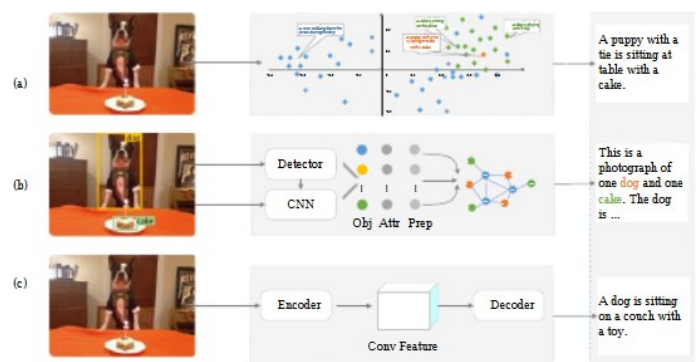 (a)
A puppy with a
tie is sitting at
table with a
cake.
(b)
dog
cake
Detector
CNN
Obj Attr Prep
This is a
photograph of
one dog and one
cake. The dog
is ...
(c)
Encoder
Conv Feature
Decoder
A dog is sitting
on a couch with
a toy.